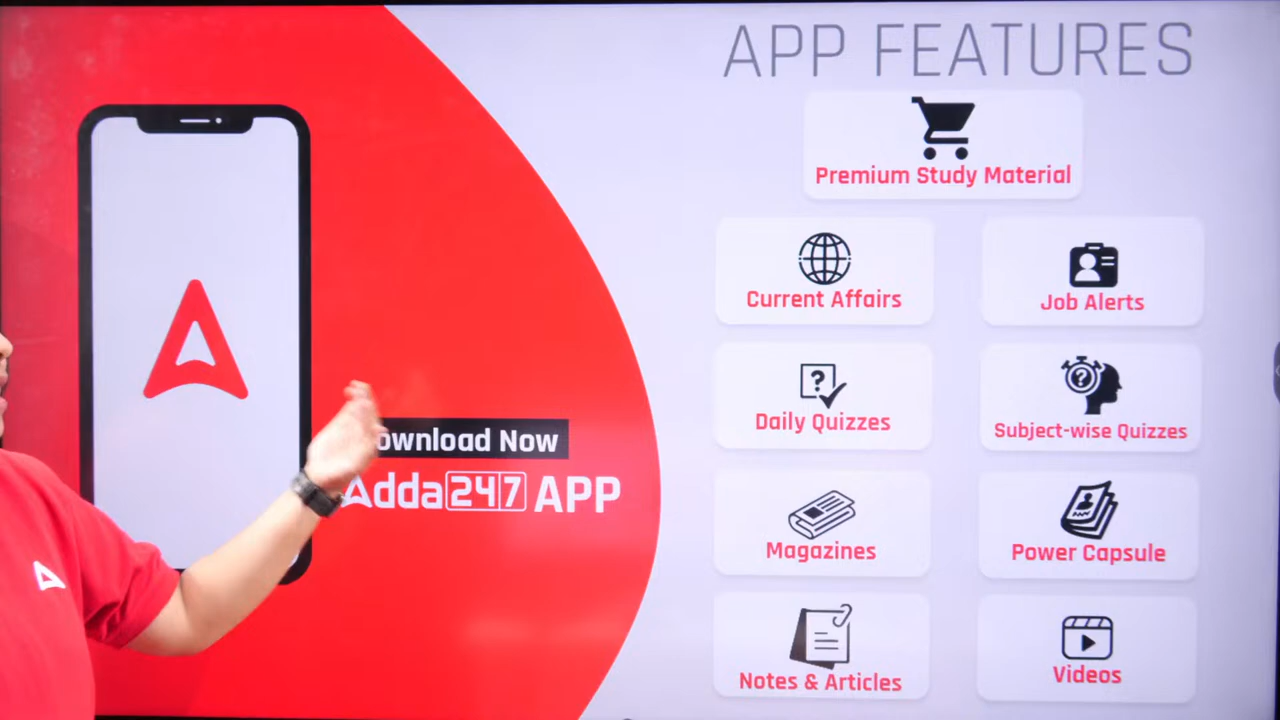 APP FEATURES
Premium Study Material
Current Affairs
Job Alerts
Daily Quizzes
Subject-wise Quizzes
Magazines
Power Capsule
Notes & Articles
Videos
ownload Now
Adda247 APP